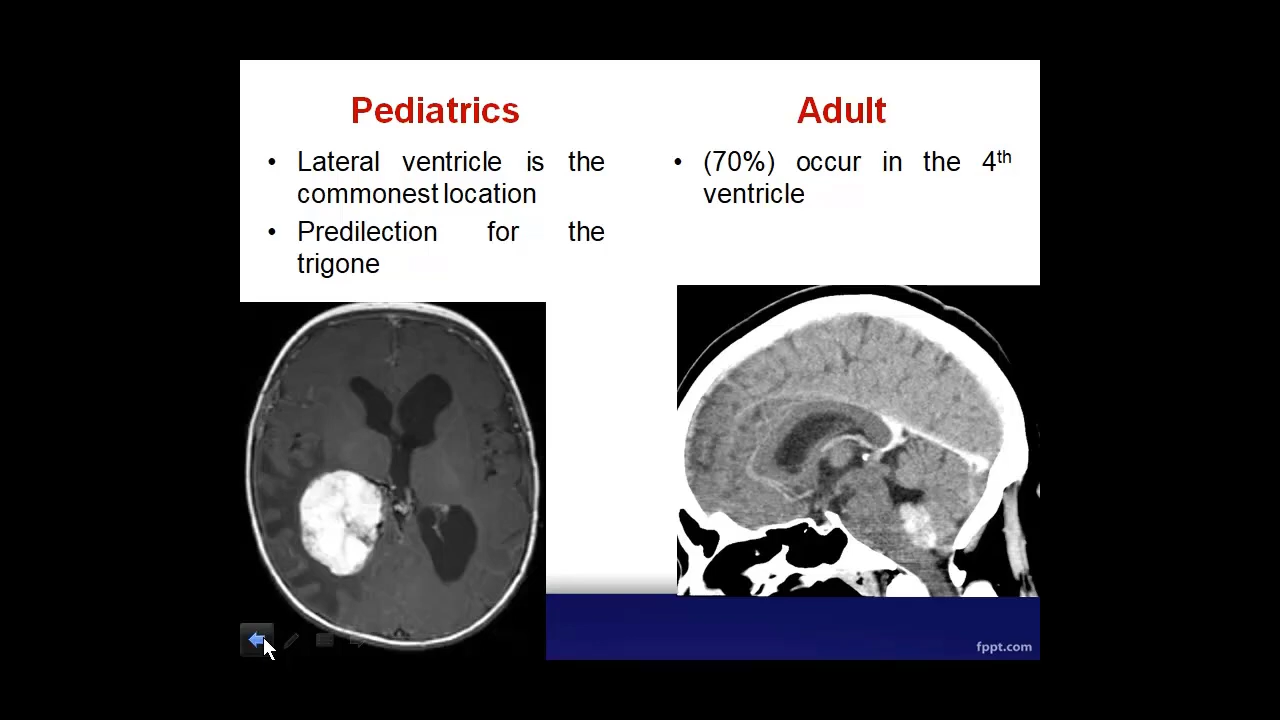 Pediatrics
• Lateral ventricle is the
commonest location
• Predilection for the
trigone
Adult
• (70%) occur in the 4th
ventricle
fppt.com